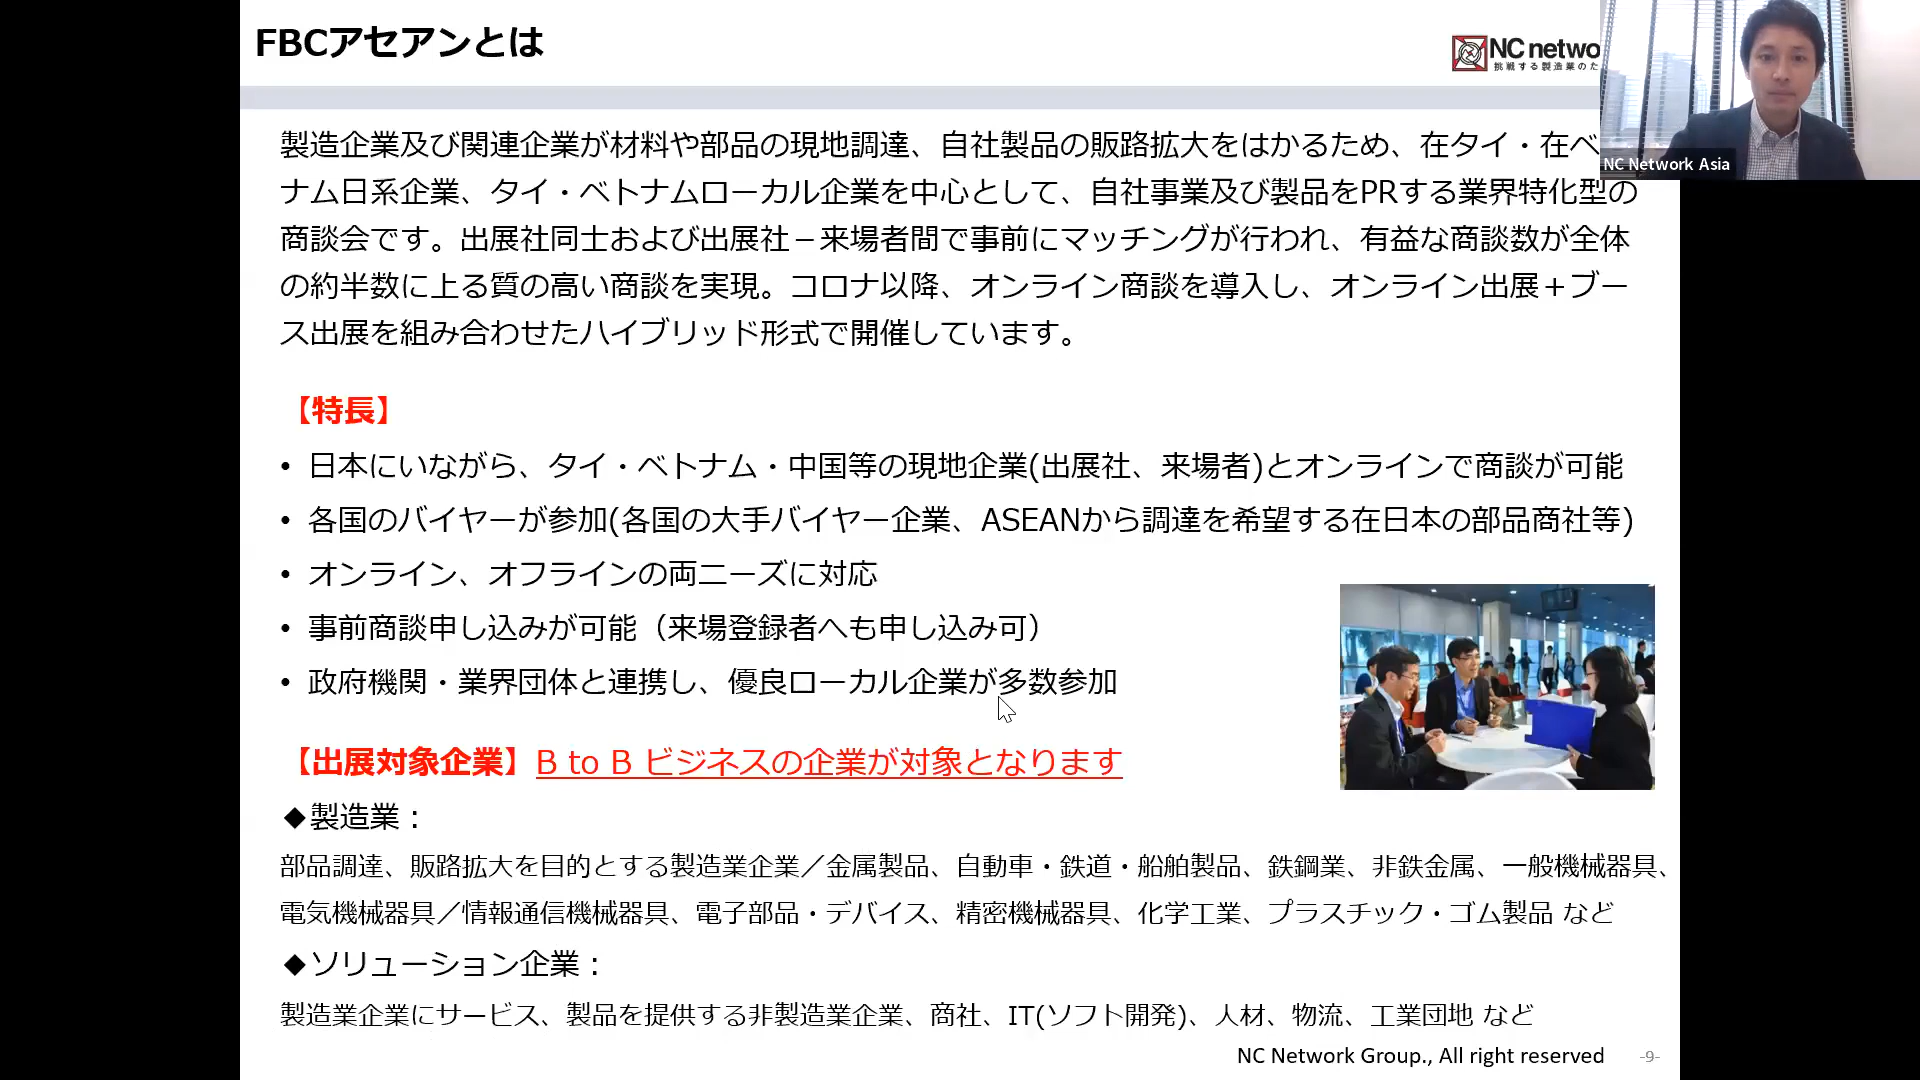 FBCアセアンとは
NC netwo
挑戦する製造業のた
NC Network Asia
製造企業及び関連企業が材料や部品の現地調達、自社製品の販路拡大をはかるため、在タイ・在ベ
ナム日系企業、タイ・ベトナムローカル企業を中心として、自社事業及び製品をPRする業界特化型の
商談会です。出展社同士および出展社－来場者間で事前にマッチングが行われ、有益な商談数が全体
の約半数に上る質の高い商談を実現。コロナ以降、オンライン商談を導入し、オンライン出展＋ブー
ス出展を組み合わせたハイブリッド形式で開催しています。
【特長】
• 日本にいながら、タイ・ベトナム・中国等の現地企業(出展社、来場者)とオンラインで商談が可能
• 各国のバイヤーが参加(各国の大手バイヤー企業、ASEANから調達を希望する在日本の部品商社等)
• オンライン、オフラインの両ニーズに対応
• 事前商談申し込みが可能（来場登録者へも申し込み可）
• 政府機関・業界団体と連携し、優良ローカル企業が多数参加
【出展対象企業】B to B ビジネスの企業が対象となります
◆製造業：
部品調達、販路拡大を目的とする製造業企業／金属製品、自動車・鉄道・船舶製品、鉄鋼業、非鉄金属、一般機械器具、
電気機械器具／情報通信機械器具、電子部品・デバイス、精密機械器具、化学工業、プラスチック・ゴム製品 など
◆ソリューション企業：
製造業企業にサービス、製品を提供する非製造業企業、商社、IT(ソフト開発)、人材、物流、工業団地 など
NC Network Group., All right reserved
-9-